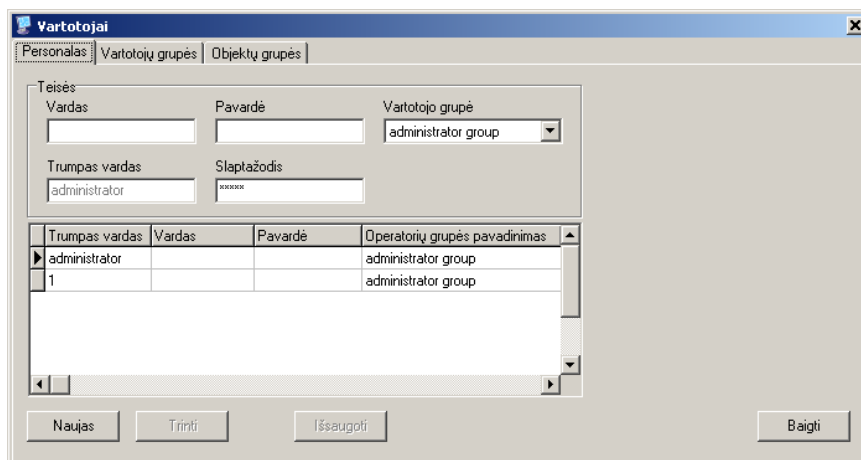 Vartotojai
Personalas Vartotojų grupės Objektų grupės
Teisės
Vardas Pavardė Vartotojo grupė
administrator group
Trumpas vardas Slaptažodis
administrator *****
Trumpas vardas Vardas Pavardė Operatorių grupės pavadinimas
administrator administrator group
1 administrator group
Naujas Trinti Išsaugoti Baigti